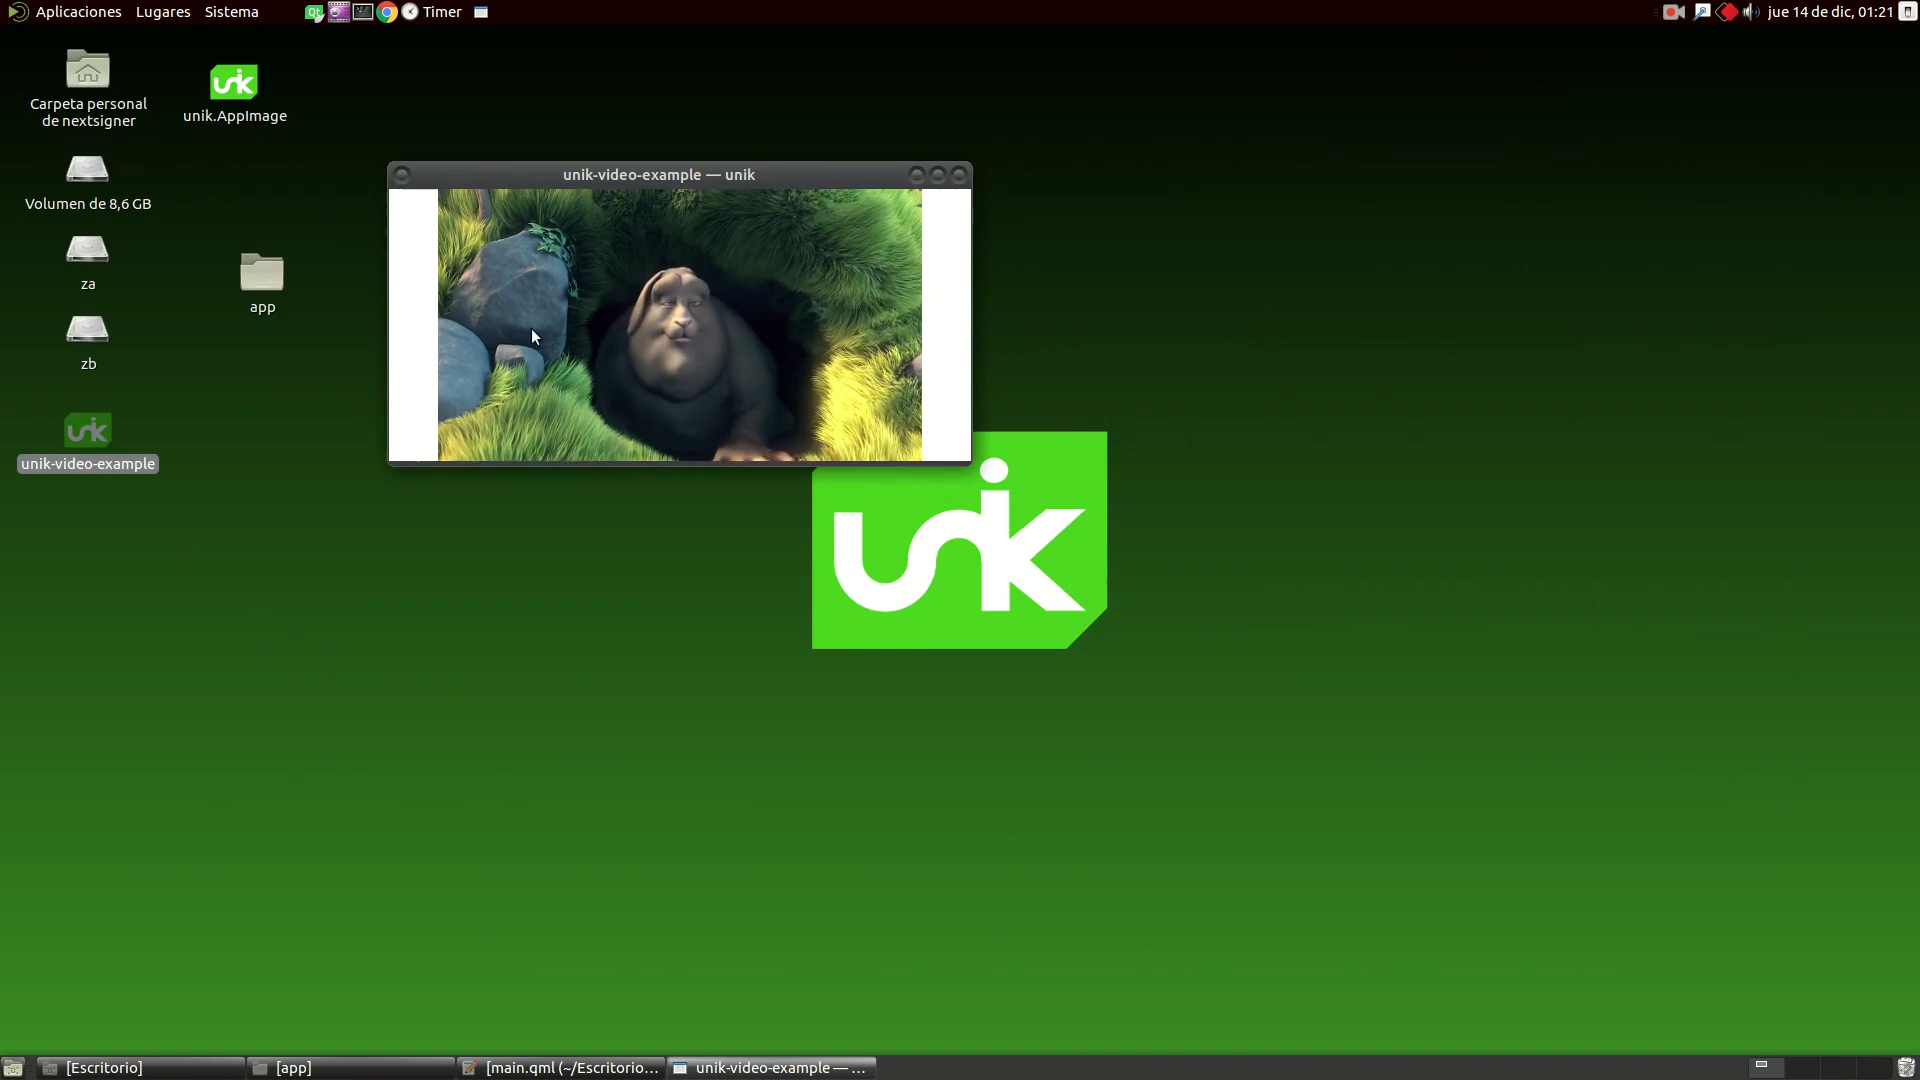 Aplicaciones Lugares Sistema Timer jue 14 de dic, 01:21
Carpeta personal
de nextsigner
unik.AppImage
Volumen de 8,6 GB
za
app
zb
unik-video-example
unik-video-example — unik
unik
unik
unik
[Escritorio] [app] [main.qml (~/Escritorio... unik-video-example — ...